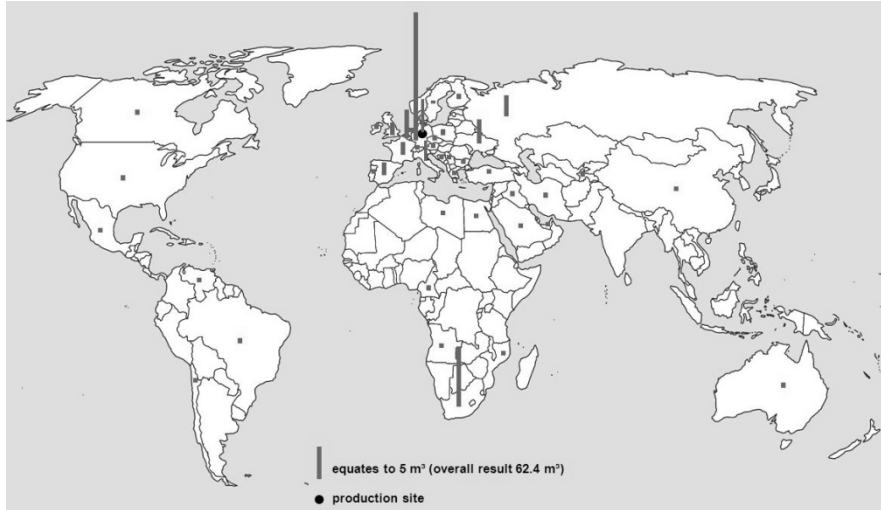 equates to 5 m³ (overall result 62.4 m³)
production site